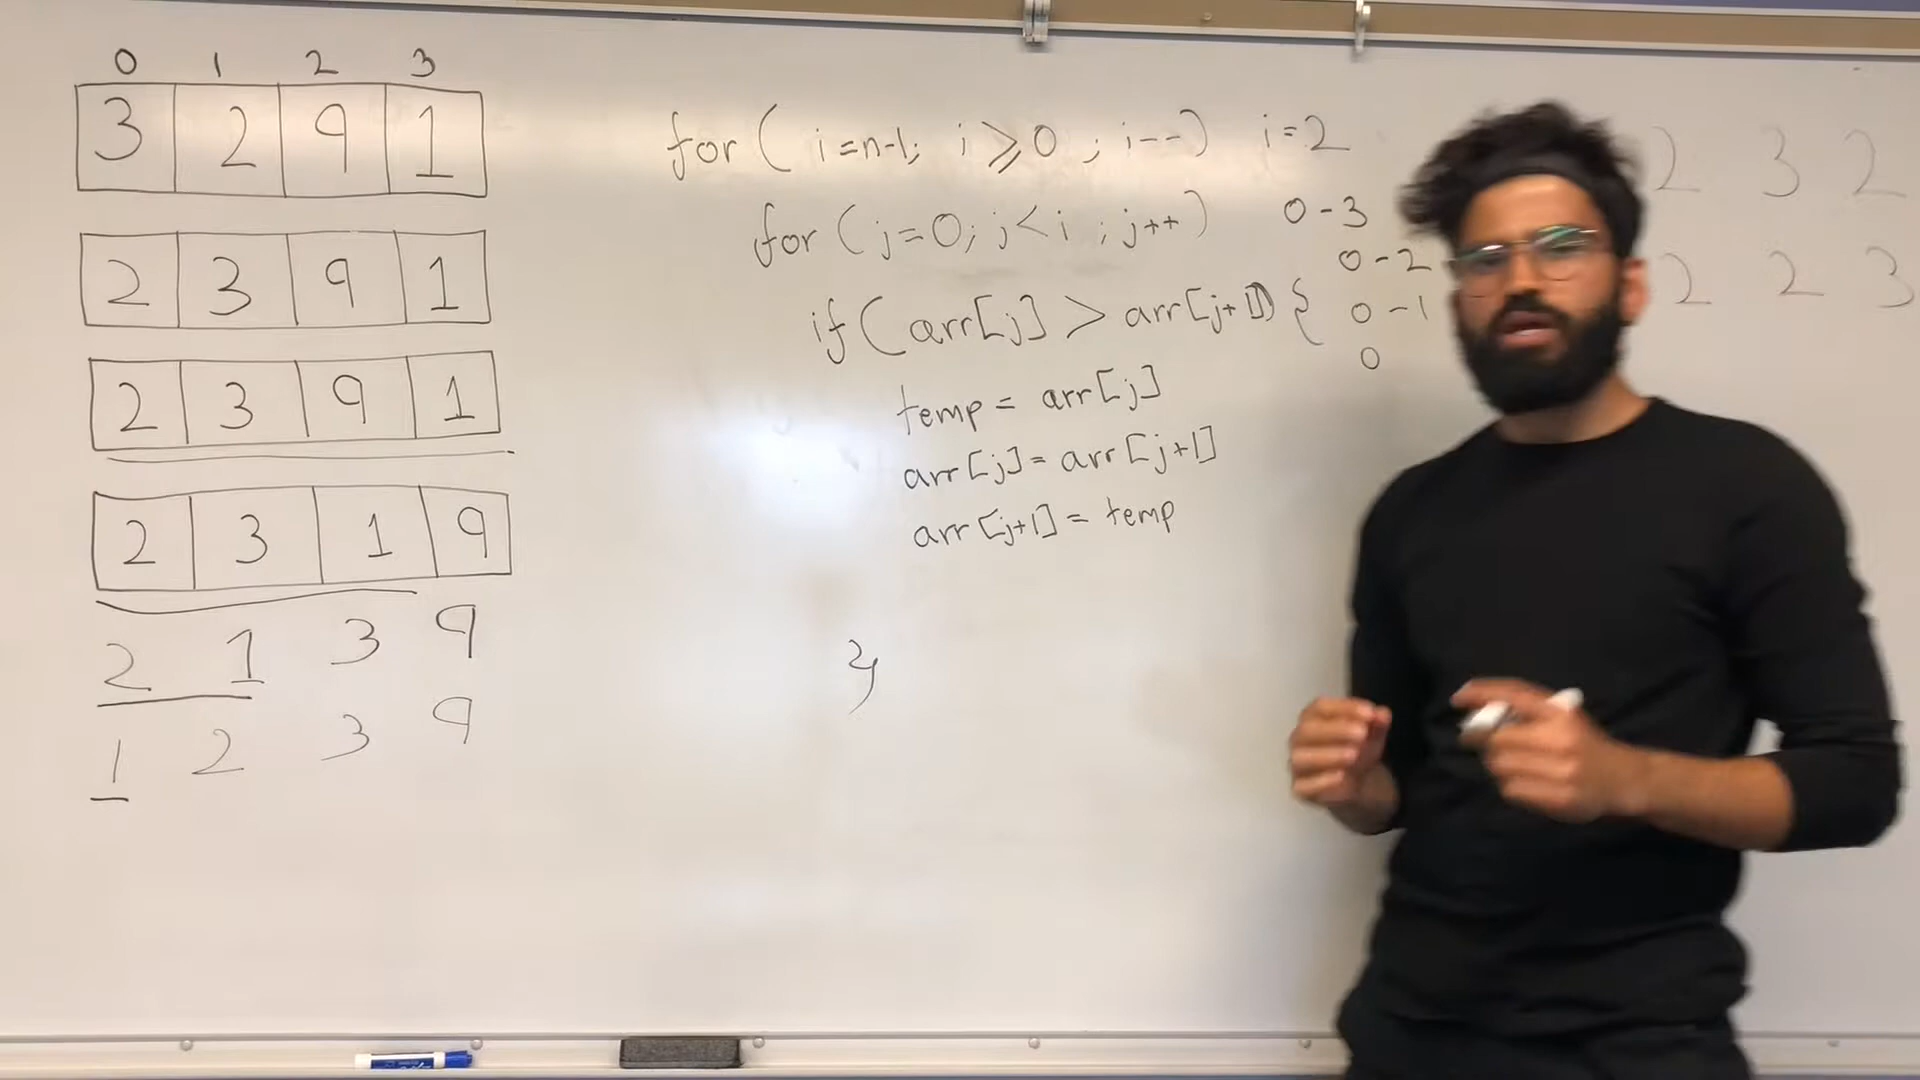 0 1 2 3
3 2 9 1
2 3 9 1
2 3 9 1
2 3 1 9
2 1 3 9
1 2 3 9
for ( i=n-1; i ⩾ 0 ; i-- ) i=2
for ( j=0; j<i ; j++ )
if ( arr[j] > arr[j+1]) {
temp = arr[j]
arr[j] = arr[j+1]
arr[j+1] = temp
}
0-3
0-2
0-1
0
2 3 2
2 2 3